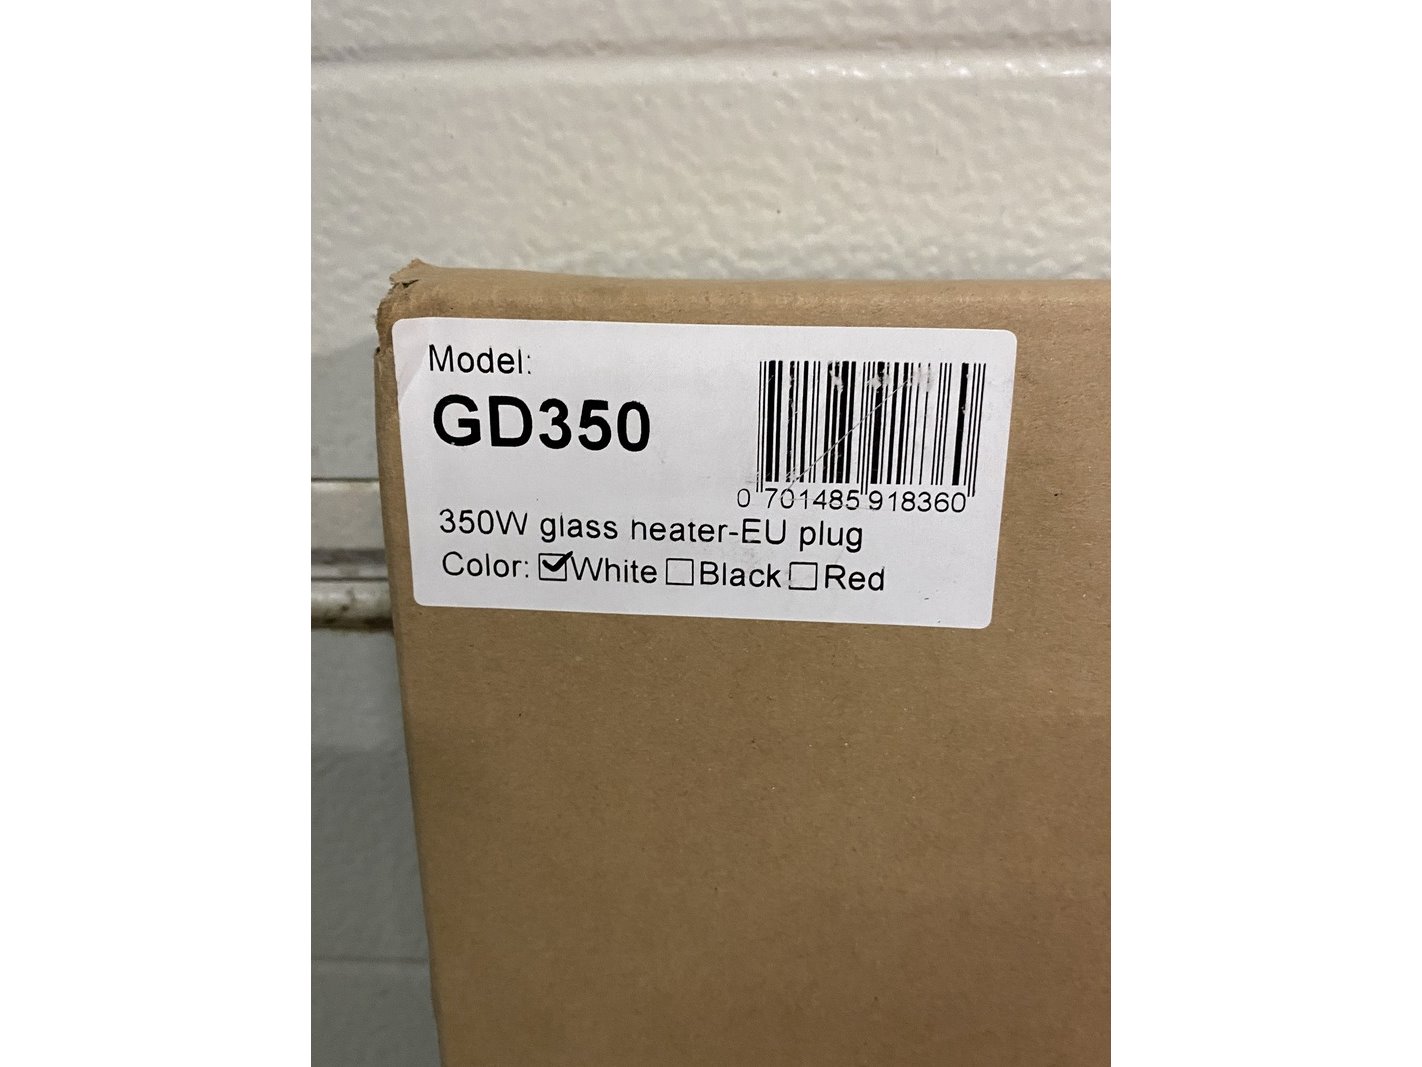 Model:
GD350
0 701485 918360
350W glass heater-EU plug
Color: ☑White ☐Black ☐Red